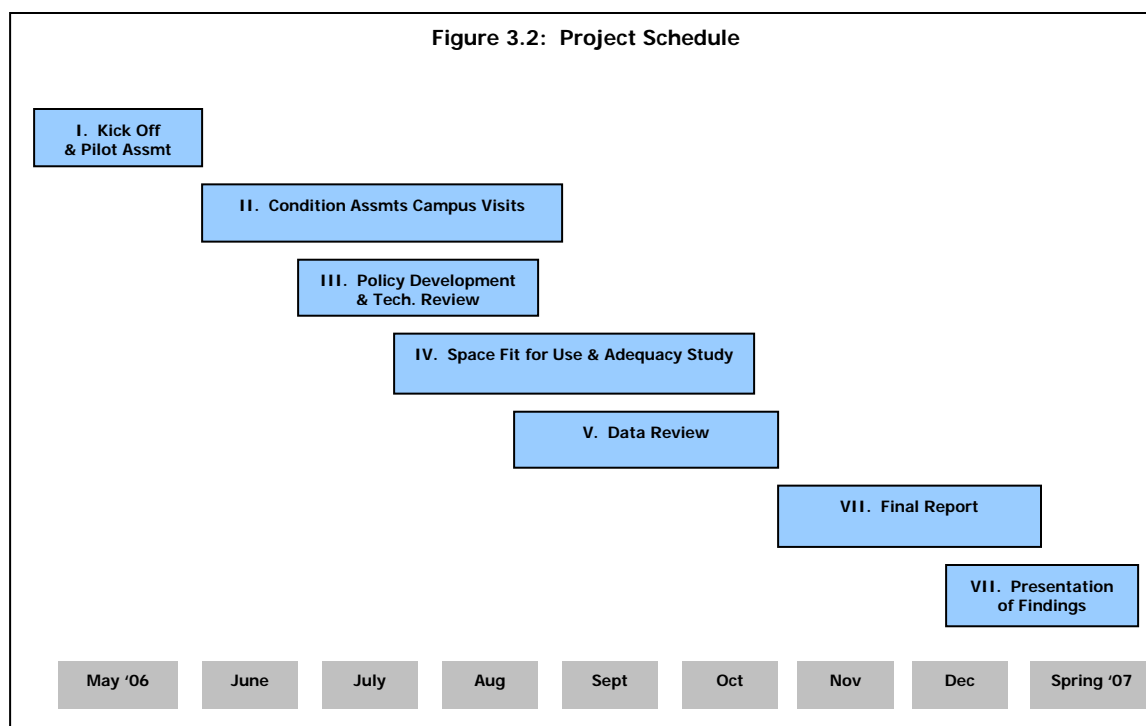 Figure 3.2: Project Schedule
I. Kick Off
& Pilot Assmt
II. Condition Assmts Campus Visits
III. Policy Development
& Tech. Review
IV. Space Fit for Use & Adequacy Study
V. Data Review
VII. Final Report
VII. Presentation
of Findings
May ‘06 June July Aug Sept Oct Nov Dec Spring ‘07